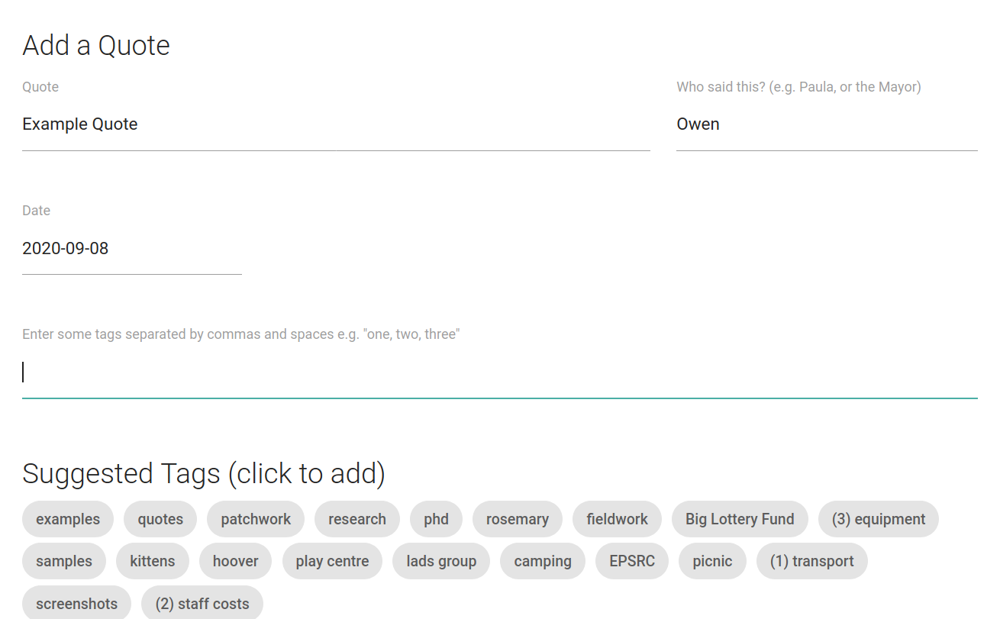 Add a Quote
Quote Who said this? (e.g. Paula, or the Mayor)
Example Quote Owen
Date
2020-09-08
Enter some tags separated by commas and spaces e.g. "one, two, three"
Suggested Tags (click to add)
examples quotes patchwork research phd rosemary fieldwork Big Lottery Fund (3) equipment
samples kittens hoover play centre lads group camping EPSRC picnic (1) transport
screenshots (2) staff costs